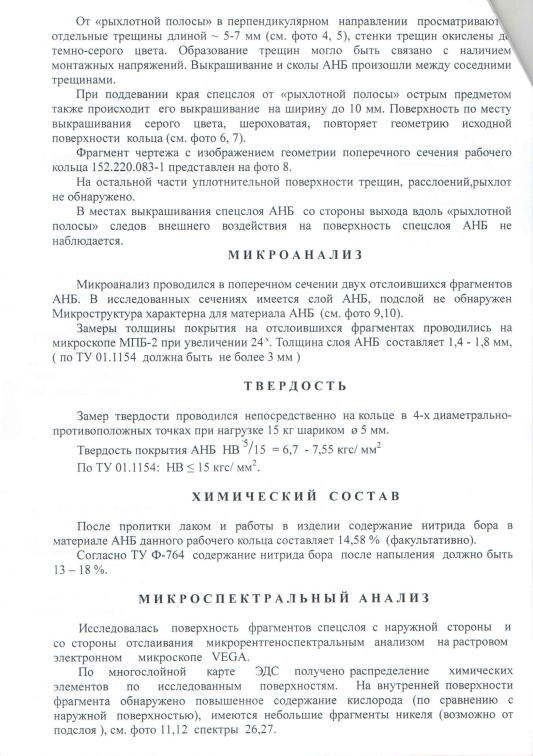 От «рыхлотной полосы» в перпендикулярном направлении просматривают
отдельные трещины длиной ~ 5-7 мм (см. фото 4, 5), стенки трещин окислены д
темно-серого цвета. Образование трещин могло быть связано с наличием
монтажных напряжений. Выкрашивание и сколы АНБ произошли между соседними
трещинами.
При поддевании края спецслоя от «рыхлотной полосы» острым предметом
также происходит его выкрашивание на ширину до 10 мм. Поверхность по месту
выкрашивания серого цвета, шероховатая, повторяет геометрию исходной
поверхности кольца (см. фото 6, 7).
Фрагмент чертежа с изображением геометрии поперечного сечения рабочего
кольца 152.220.083-1 представлен на фото 8.
На остальной части уплотнительной поверхности трещин, расслоений,рыхлот
не обнаружено.
В местах выкрашивания спецслоя АНБ со стороны выхода вдоль «рыхлотной
полосы» следов внешнего воздействия на поверхность спецслоя АНБ не
наблюдается.
МИКРОАНАЛИЗ
Микроанализ проводился в поперечном сечении двух отслоившихся фрагментов
АНБ. В исследованных сечениях имеется слой АНБ, подслой не обнаружен
Микроструктура характерна для материала АНБ (см. фото 9,10).
Замеры толщины покрытия на отслоившихся фрагментах проводились на
микроскопе МПБ-2 при увеличении 24ˣ. Толщина слоя АНБ составляет 1,4 - 1,8 мм,
( по ТУ 01.1154 должна быть не более 3 мм )
ТВЕРДОСТЬ
Замер твердости проводился непосредственно на кольце в 4-х диаметрально-
противоположных точках при нагрузке 15 кг шариком ø 5 мм.
Твердость покрытия АНБ НВ ⁵/15 = 6,7 - 7,55 кгс/ мм²
По ТУ 01.1154: НВ ≤ 15 кгс/ мм².
ХИМИЧЕСКИЙ СОСТАВ
После пропитки лаком и работы в изделии содержание нитрида бора в
материале АНБ данного рабочего кольца составляет 14,58 % (факультативно).
Согласно ТУ Ф-764 содержание нитрида бора после напыления должно быть
13 – 18 %.
МИКРОСПЕКТРАЛЬНЫЙ АНАЛИЗ
Исследовалась поверхность фрагментов спецслоя с наружной стороны и
со стороны отслаивания микрорентгеноспектральным анализом на растровом
электронном микроскопе VEGA.
По многослойной карте ЭДС получено распределение химических
элементов по исследованным поверхностям. На внутренней поверхности
фрагмента обнаружено повышенное содержание кислорода (по сравнению с
наружной поверхностью), имеются небольшие фрагменты никеля (возможно от
подслоя ), см. фото 11,12 спектры 26,27.